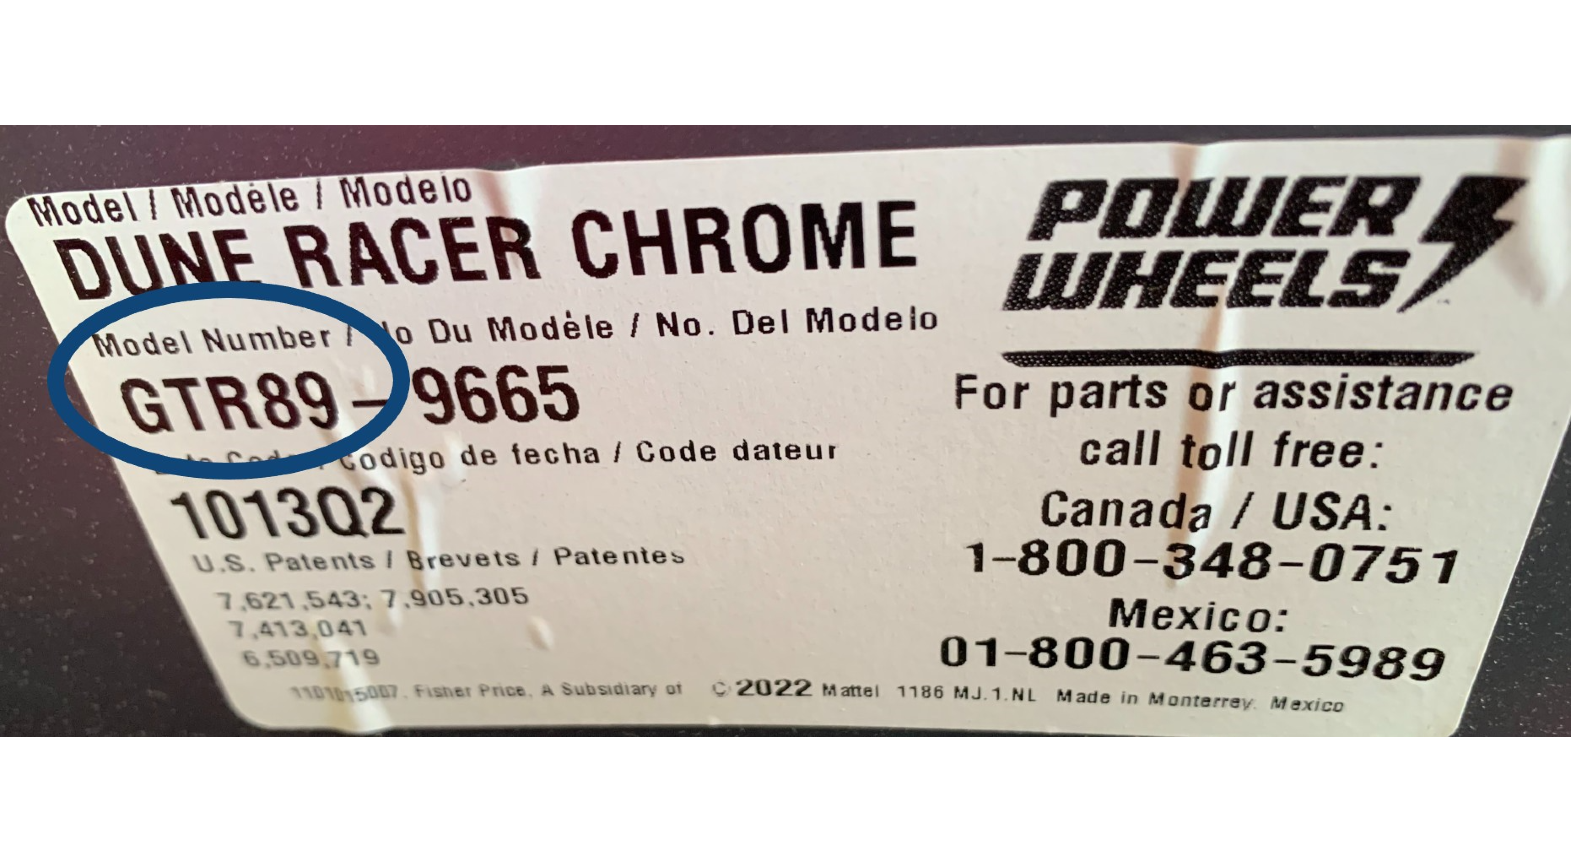 Model / Modèle / Modelo
DUNE RACER CHROME
Model Number / No Du Modèle / No. Del Modelo
GTR89 - 9665
Codigo de fecha / Code dateur
1013Q2
U.S. Patents / Brevets / Patentes
7,621,543; 7,905,305
7,413,041
6,509,719
Fisher Price, A Subsidiary of © 2022 Mattel 1186 MJ.1.NL Made in Monterrey, Mexico
POWER
WHEELS
For parts or assistance
call toll free:
Canada / USA:
1-800-348-0751
Mexico:
01-800-463-5989